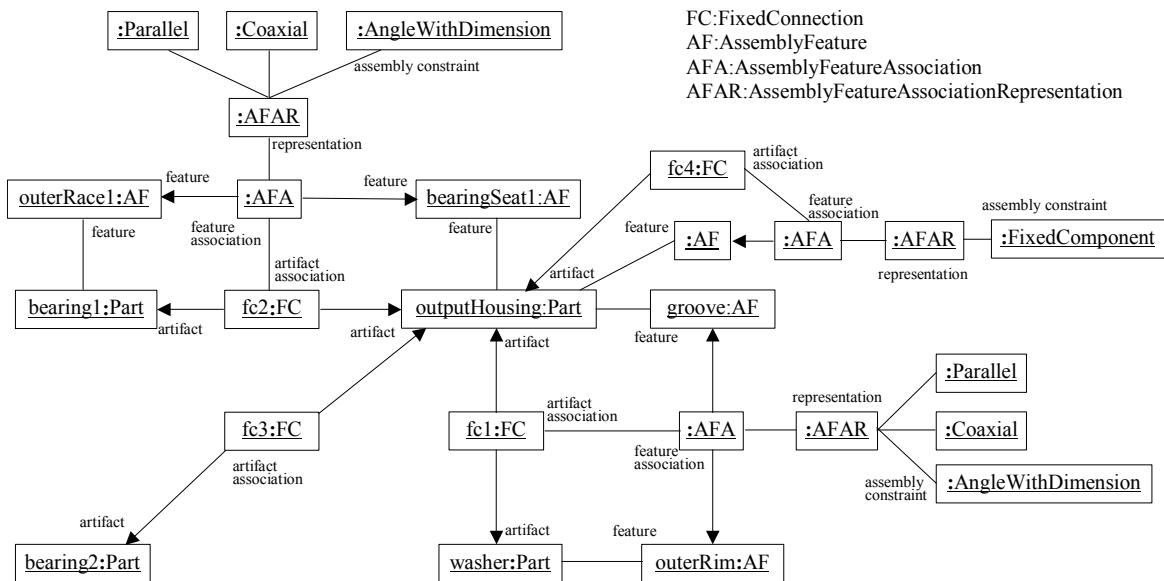 :Parallel
:Coaxial
:AngleWithDimension
FC:FixedConnection
AF:AssemblyFeature
AFA:AssemblyFeatureAssociation
AFAR:AssemblyFeatureAssociationRepresentation
assembly constraint
:AFAR
representation
outerRace1:AF
feature
:AFA
feature
bearingSeat1:AF
feature
feature
association
feature
artifact
association
fc4:FC
artifact
association
feature
association
feature
:AF
:AFA
:AFAR
assembly constraint
:FixedComponent
representation
artifact
bearing1:Part
artifact
fc2:FC
artifact
outputHousing:Part
artifact
groove:AF
feature
fc3:FC
artifact
association
artifact
bearing2:Part
fc1:FC
artifact
association
:AFA
feature
association
representation
:AFAR
:Parallel
:Coaxial
assembly
constraint
:AngleWithDimension
artifact
feature
washer:Part
outerRim:AF